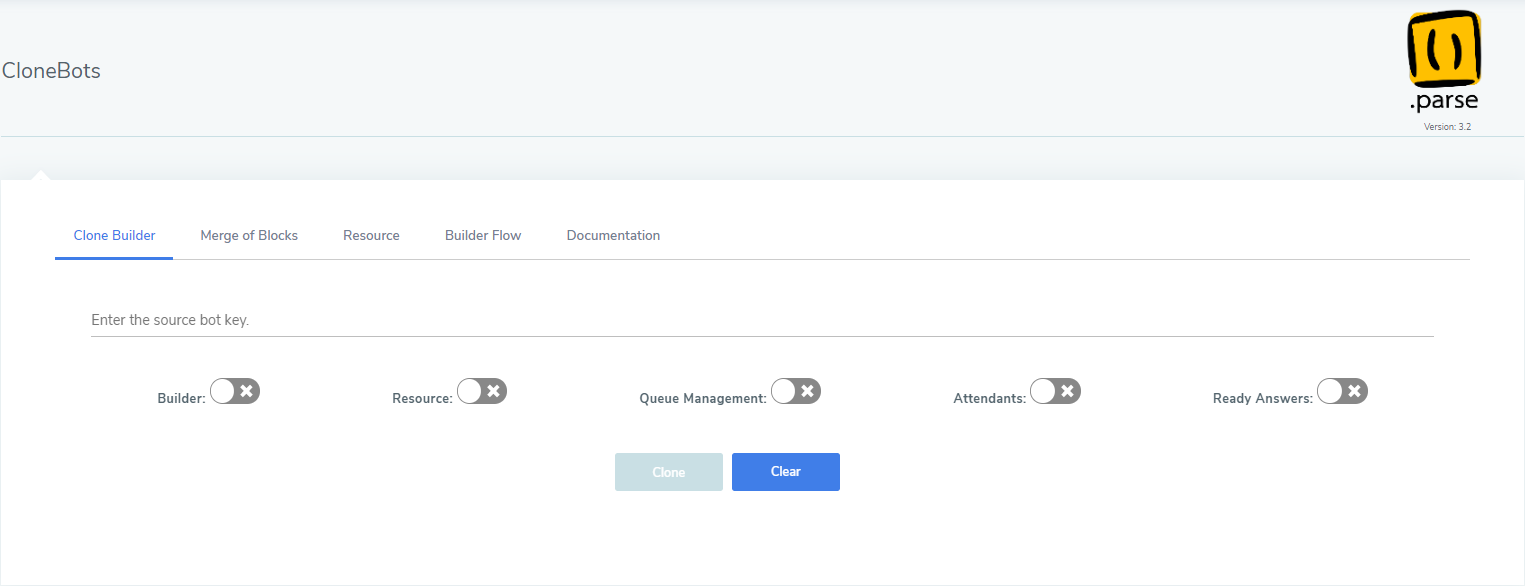 CloneBots
.parse
Version: 3.2
Clone Builder Merge of Blocks Resource Builder Flow Documentation
Enter the source bot key.
Builder: Resource: Queue Management: Attendants: Ready Answers:
Clone Clear